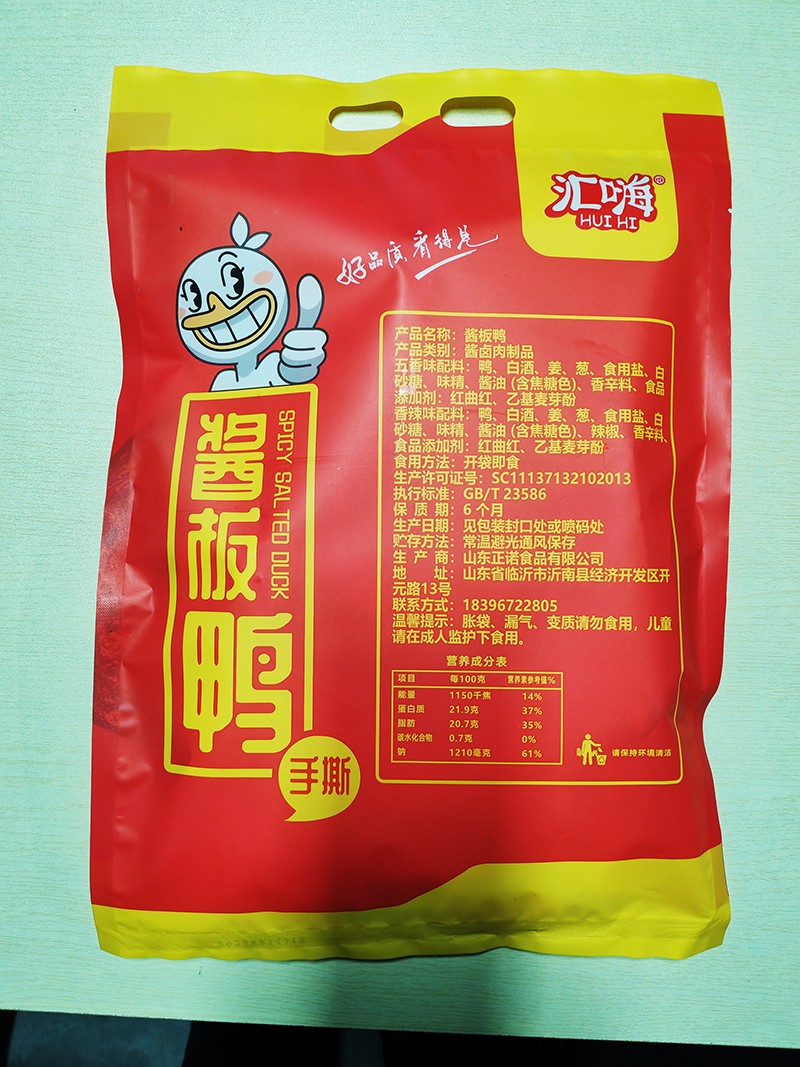 汇嗨®
HUI HI
好品质看得见
酱板鸭
SPICY SALTED DUCK
手撕
产品名称：酱板鸭
产品类别：酱卤肉制品
五香味配料：鸭、白酒、姜、葱、食用盐、白
砂糖、味精、酱油(含焦糖色)、香辛料、食品
添加剂：红曲红、乙基麦芽酚
香辣味配料：鸭、白酒、姜、葱、食用盐、白
砂糖、味精、酱油(含焦糖色)、辣椒、香辛料、
食品添加剂：红曲红、乙基麦芽酚
食用方法：开袋即食
生产许可证号：SC11137132102013
执行标准：GB/T 23586
保质期：6个月
生产日期：见包装封口处或喷码处
贮存方法：常温避光通风保存
生产商：山东正诺食品有限公司
地址：山东省临沂市沂南县经济开发区开
元路13号
联系方式：18396722805
温馨提示：胀袋、漏气、变质请勿食用，儿童
请在成人监护下食用。
营养成分表
项目 每100克 营养素参考值%
能量 1150千焦 14%
蛋白质 21.9克 37%
脂肪 20.7克 35%
碳水化合物 0.7克 0%
钠 1210毫克 61%
请保持环境清洁